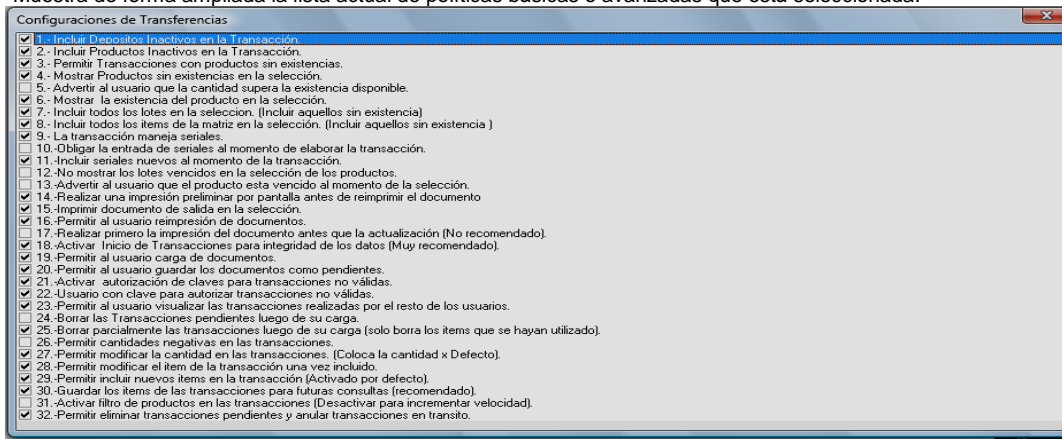 Muestra de forma ampliada la lista actual de políticas básicas o avanzadas que está seleccionada.
Configuraciones de Transferencias
1.- Incluir Depositos Inactivos en la Transacción.
2.- Incluir Productos Inactivos en la Transacción.
3.- Permitir Transacciones con productos sin existencias.
4.- Mostrar Productos sin existencias en la selección.
5.- Advertir al usuario que la cantidad supera la existencia disponible.
6.- Mostrar la existencia del producto en la selección.
7.- Incluir todos los lotes en la seleccion. (Incluir aquellos sin existencia)
8.- Incluir todos los items de la matriz en la selección. (Incluir aquellos sin existencia )
9.- La transacción maneja seriales.
10.-Obligar la entrada de seriales al momento de elaborar la transacción.
11.-Incluir seriales nuevos al momento de la transacción.
12.-No mostrar los lotes vencidos en la selección de los productos.
13.-Advertir al usuario que el producto esta vencido al momento de la selección.
14.-Realizar una impresión preliminar por pantalla antes de reimprimir el documento
15.-Imprimir documento de salida en la selección.
16.-Permitir al usuario reimpresión de documentos.
17.-Realizar primero la impresión del documento antes que la actualización (No recomendado).
18.-Activar Inicio de Transacciones para integridad de los datos (Muy recomendado).
19.-Permitir al usuario carga de documentos.
20.-Permitir al usuario guardar los documentos como pendientes.
21.-Activar autorización de claves para transacciones no válidas.
22.-Usuario con clave para autorizar transacciones no válidas.
23.-Permitir al usuario visualizar las transacciones realizadas por el resto de los usuarios.
24.-Borrar las Transacciones pendientes luego de su carga.
25.-Borrar parcialmente las transacciones luego de su carga (solo borra los items que se hayan utilizado).
26.-Permitir cantidades negativas en las transacciones.
27.-Permitir modificar la cantidad en las transacciones. (Coloca la cantidad x Defecto).
28.-Permitir modificar el item de la transacción una vez incluido.
29.-Permitir incluir nuevos items en la transacción (Activado por defecto).
30.-Guardar los items de las transacciones para futuras consultas (recomendado).
31.-Activar filtro de productos en las transacciones (Desactivar para incrementar velocidad).
32.-Permitir eliminar transacciones pendientes y anular transacciones en transito.